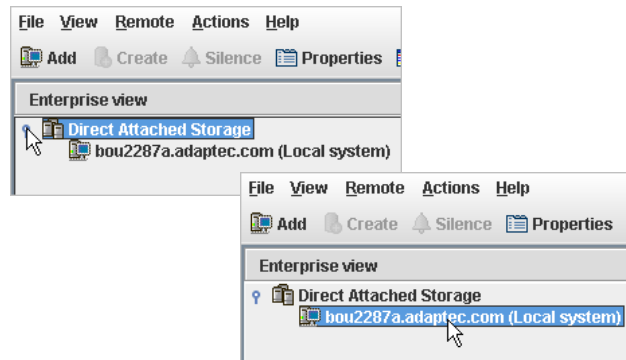 File View Remote Actions Help
Add Create Silence Properties
Enterprise view
Direct Attached Storage
bou2287a.adaptec.com (Local system)
File View Remote Actions Help
Add Create Silence Properties
Enterprise view
Direct Attached Storage
bou2287a.adaptec.com (Local system)